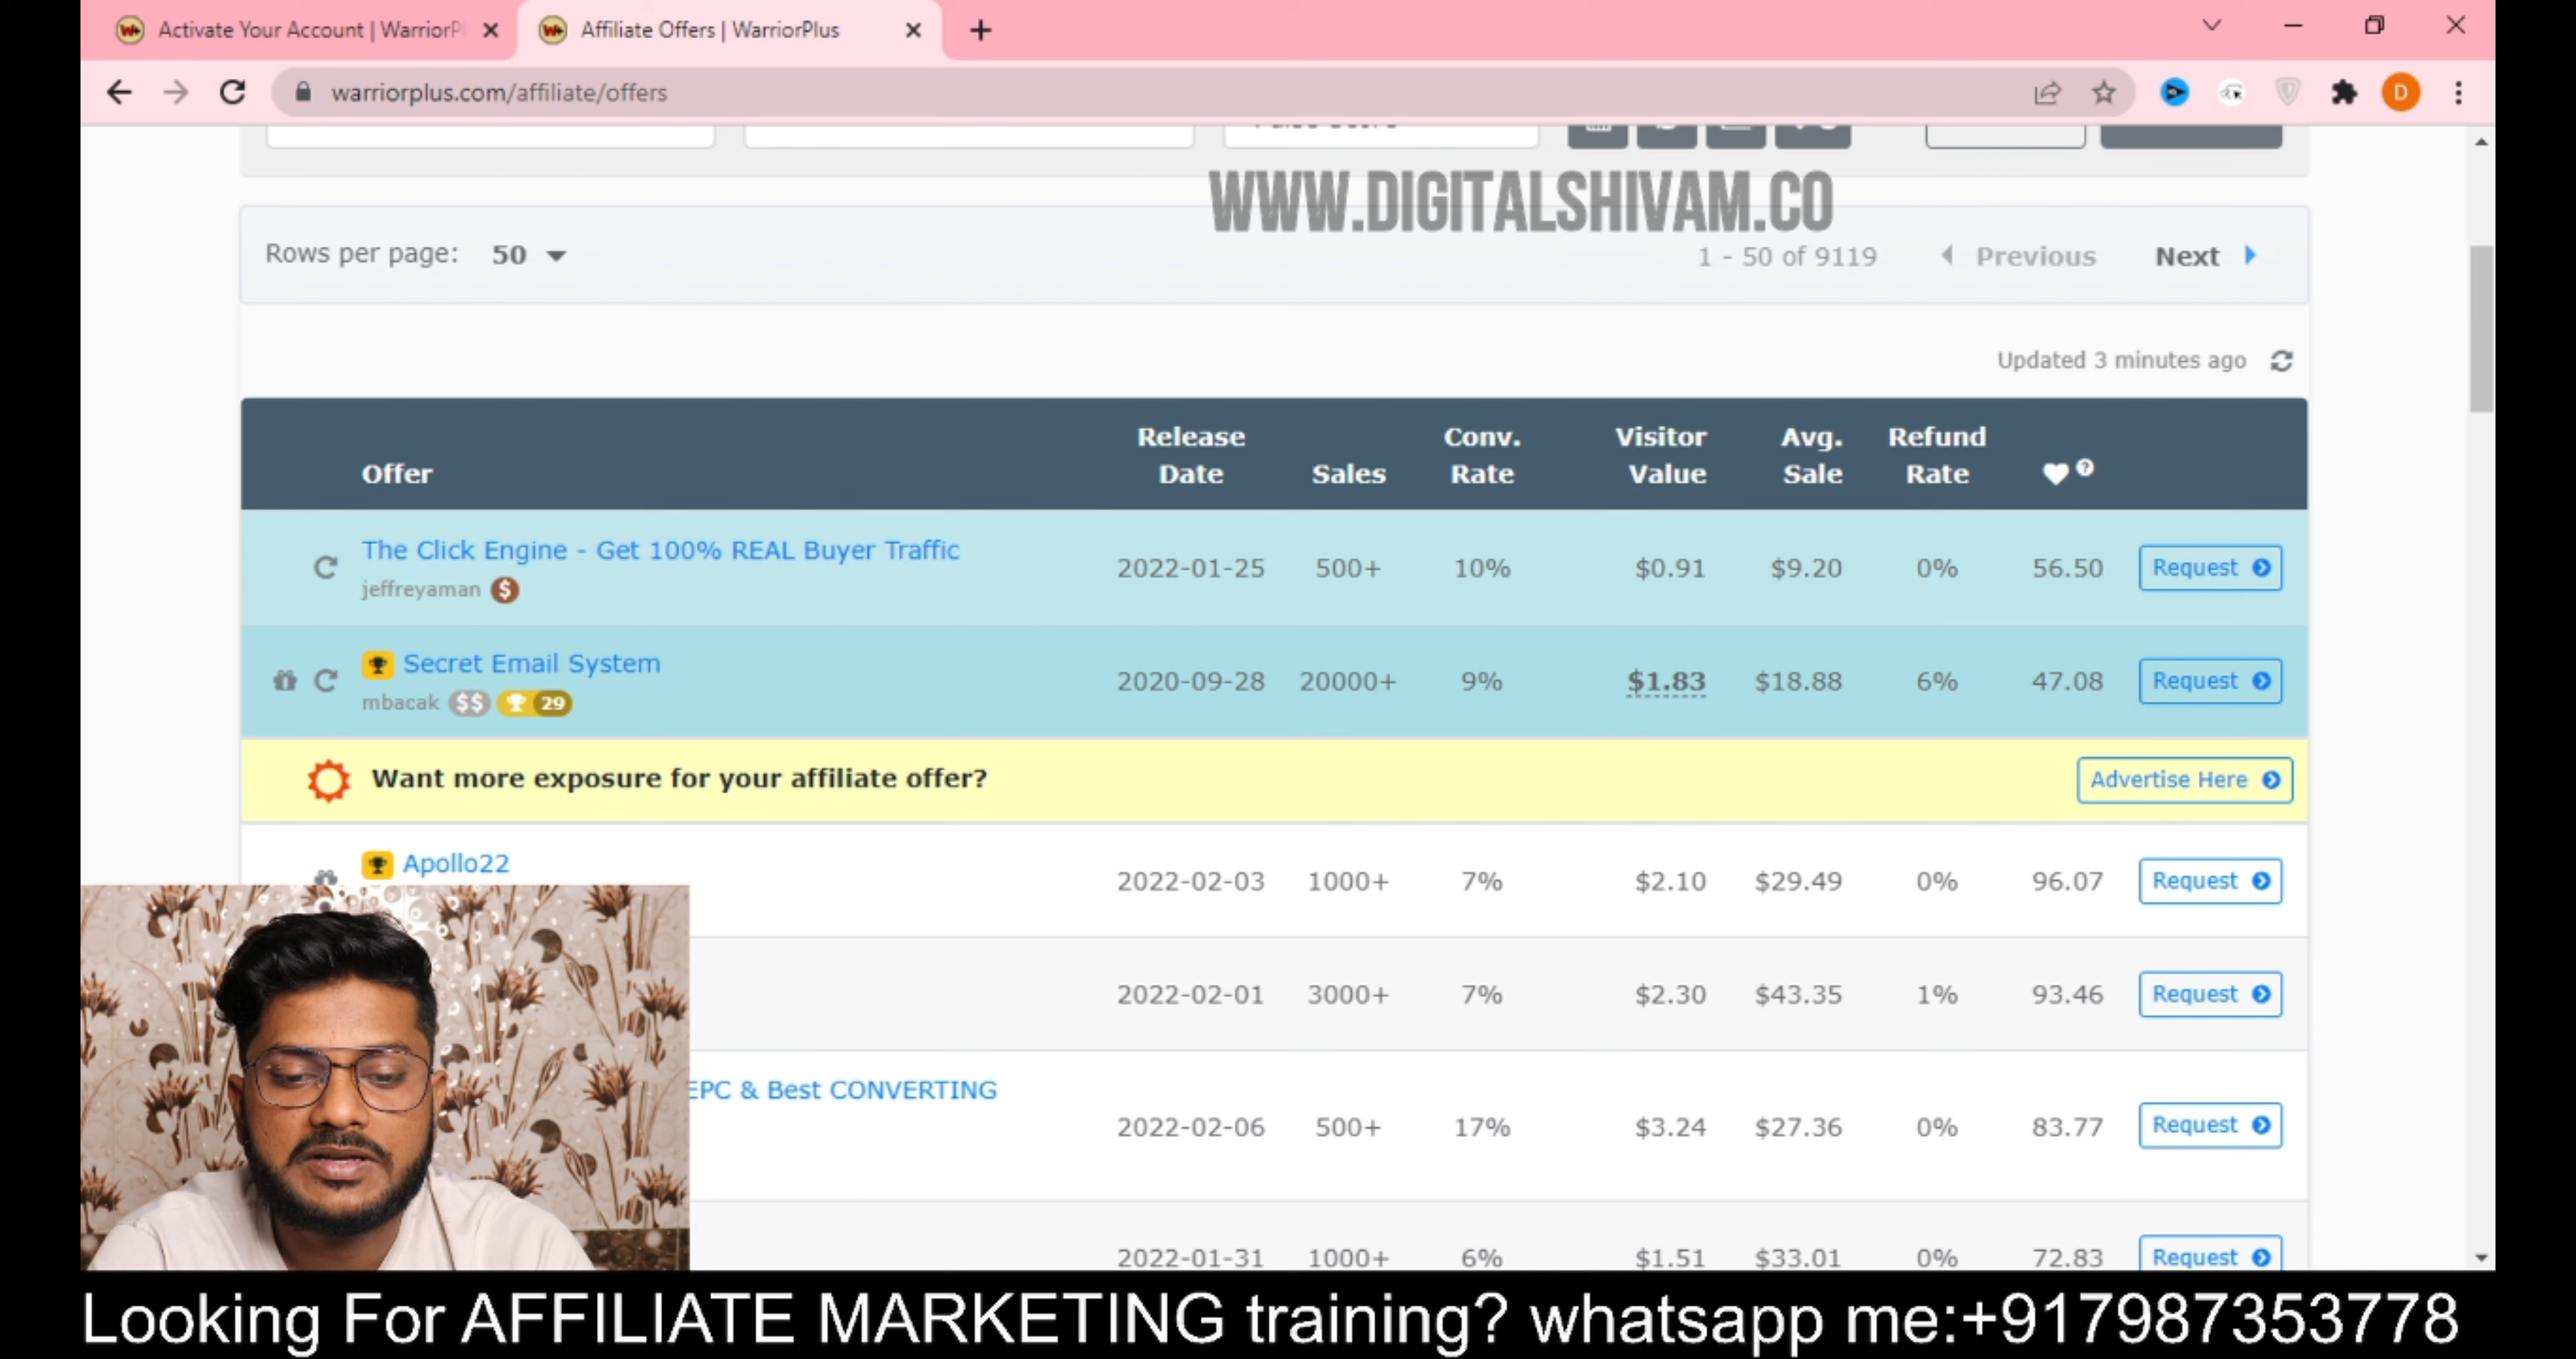 Activate Your Account | WarriorP
Affiliate Offers | WarriorPlus
warriorplus.com/affiliate/offers
D
WWW.DIGITALSHIVAM.CO
Rows per page: 50
1 - 50 of 9119 Previous Next
Updated 3 minutes ago
Offer Release Date Sales Conv. Rate Visitor Value Avg. Sale Refund Rate
The Click Engine - Get 100% REAL Buyer Traffic
jeffreyaman $
2022-01-25 500+ 10% $0.91 $9.20 0% 56.50 Request
Secret Email System
mbacak $$ 29
2020-09-28 20000+ 9% $1.83 $18.88 6% 47.08 Request
Want more exposure for your affiliate offer? Advertise Here
Apollo22
2022-02-03 1000+ 7% $2.10 $29.49 0% 96.07 Request
2022-02-01 3000+ 7% $2.30 $43.35 1% 93.46 Request
EPC & Best CONVERTING
2022-02-06 500+ 17% $3.24 $27.36 0% 83.77 Request
2022-01-31 1000+ 6% $1.51 $33.01 0% 72.83 Request
Looking For AFFILIATE MARKETING training? whatsapp me:+917987353778